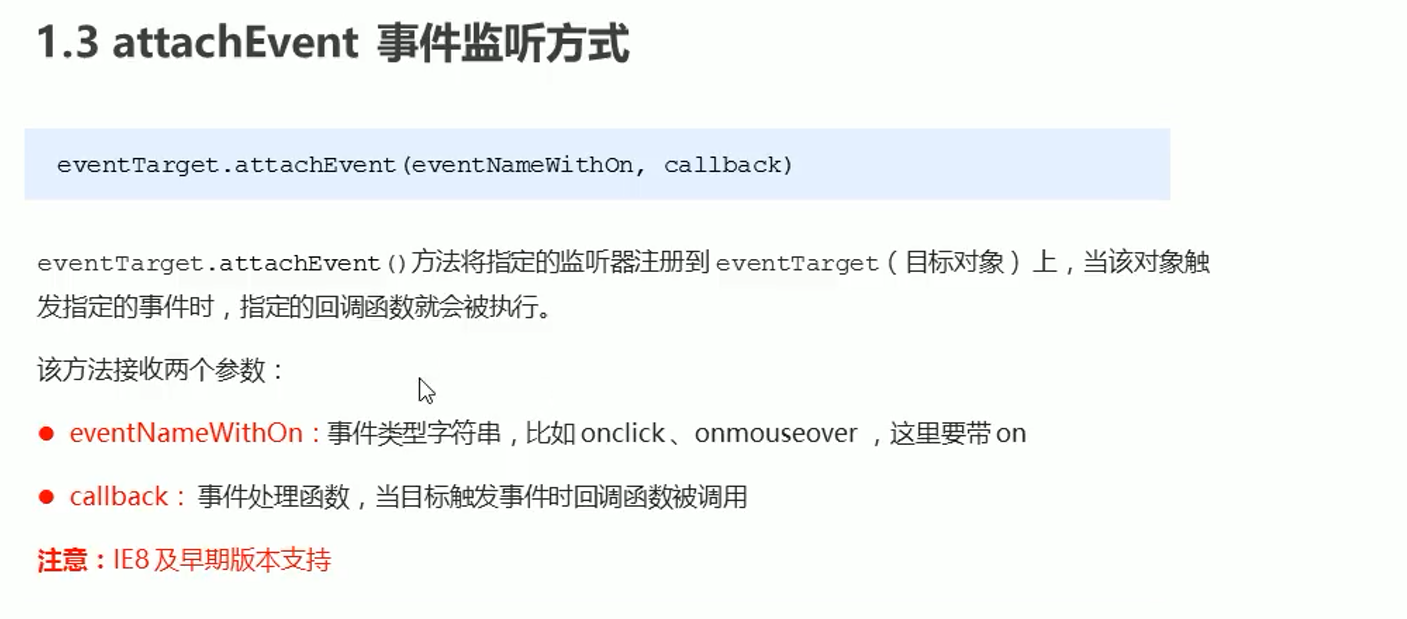 1.3 attachEvent 事件监听方式
eventTarget.attachEvent(eventNameWithOn, callback)
eventTarget.attachEvent()方法将指定的监听器注册到 eventTarget（目标对象）上，当该对象触
发指定的事件时，指定的回调函数就会被执行。
该方法接收两个参数：
● eventNameWithOn：事件类型字符串，比如 onclick 、onmouseover ，这里要带 on
● callback： 事件处理函数，当目标触发事件时回调函数被调用
注意：IE8 及早期版本支持